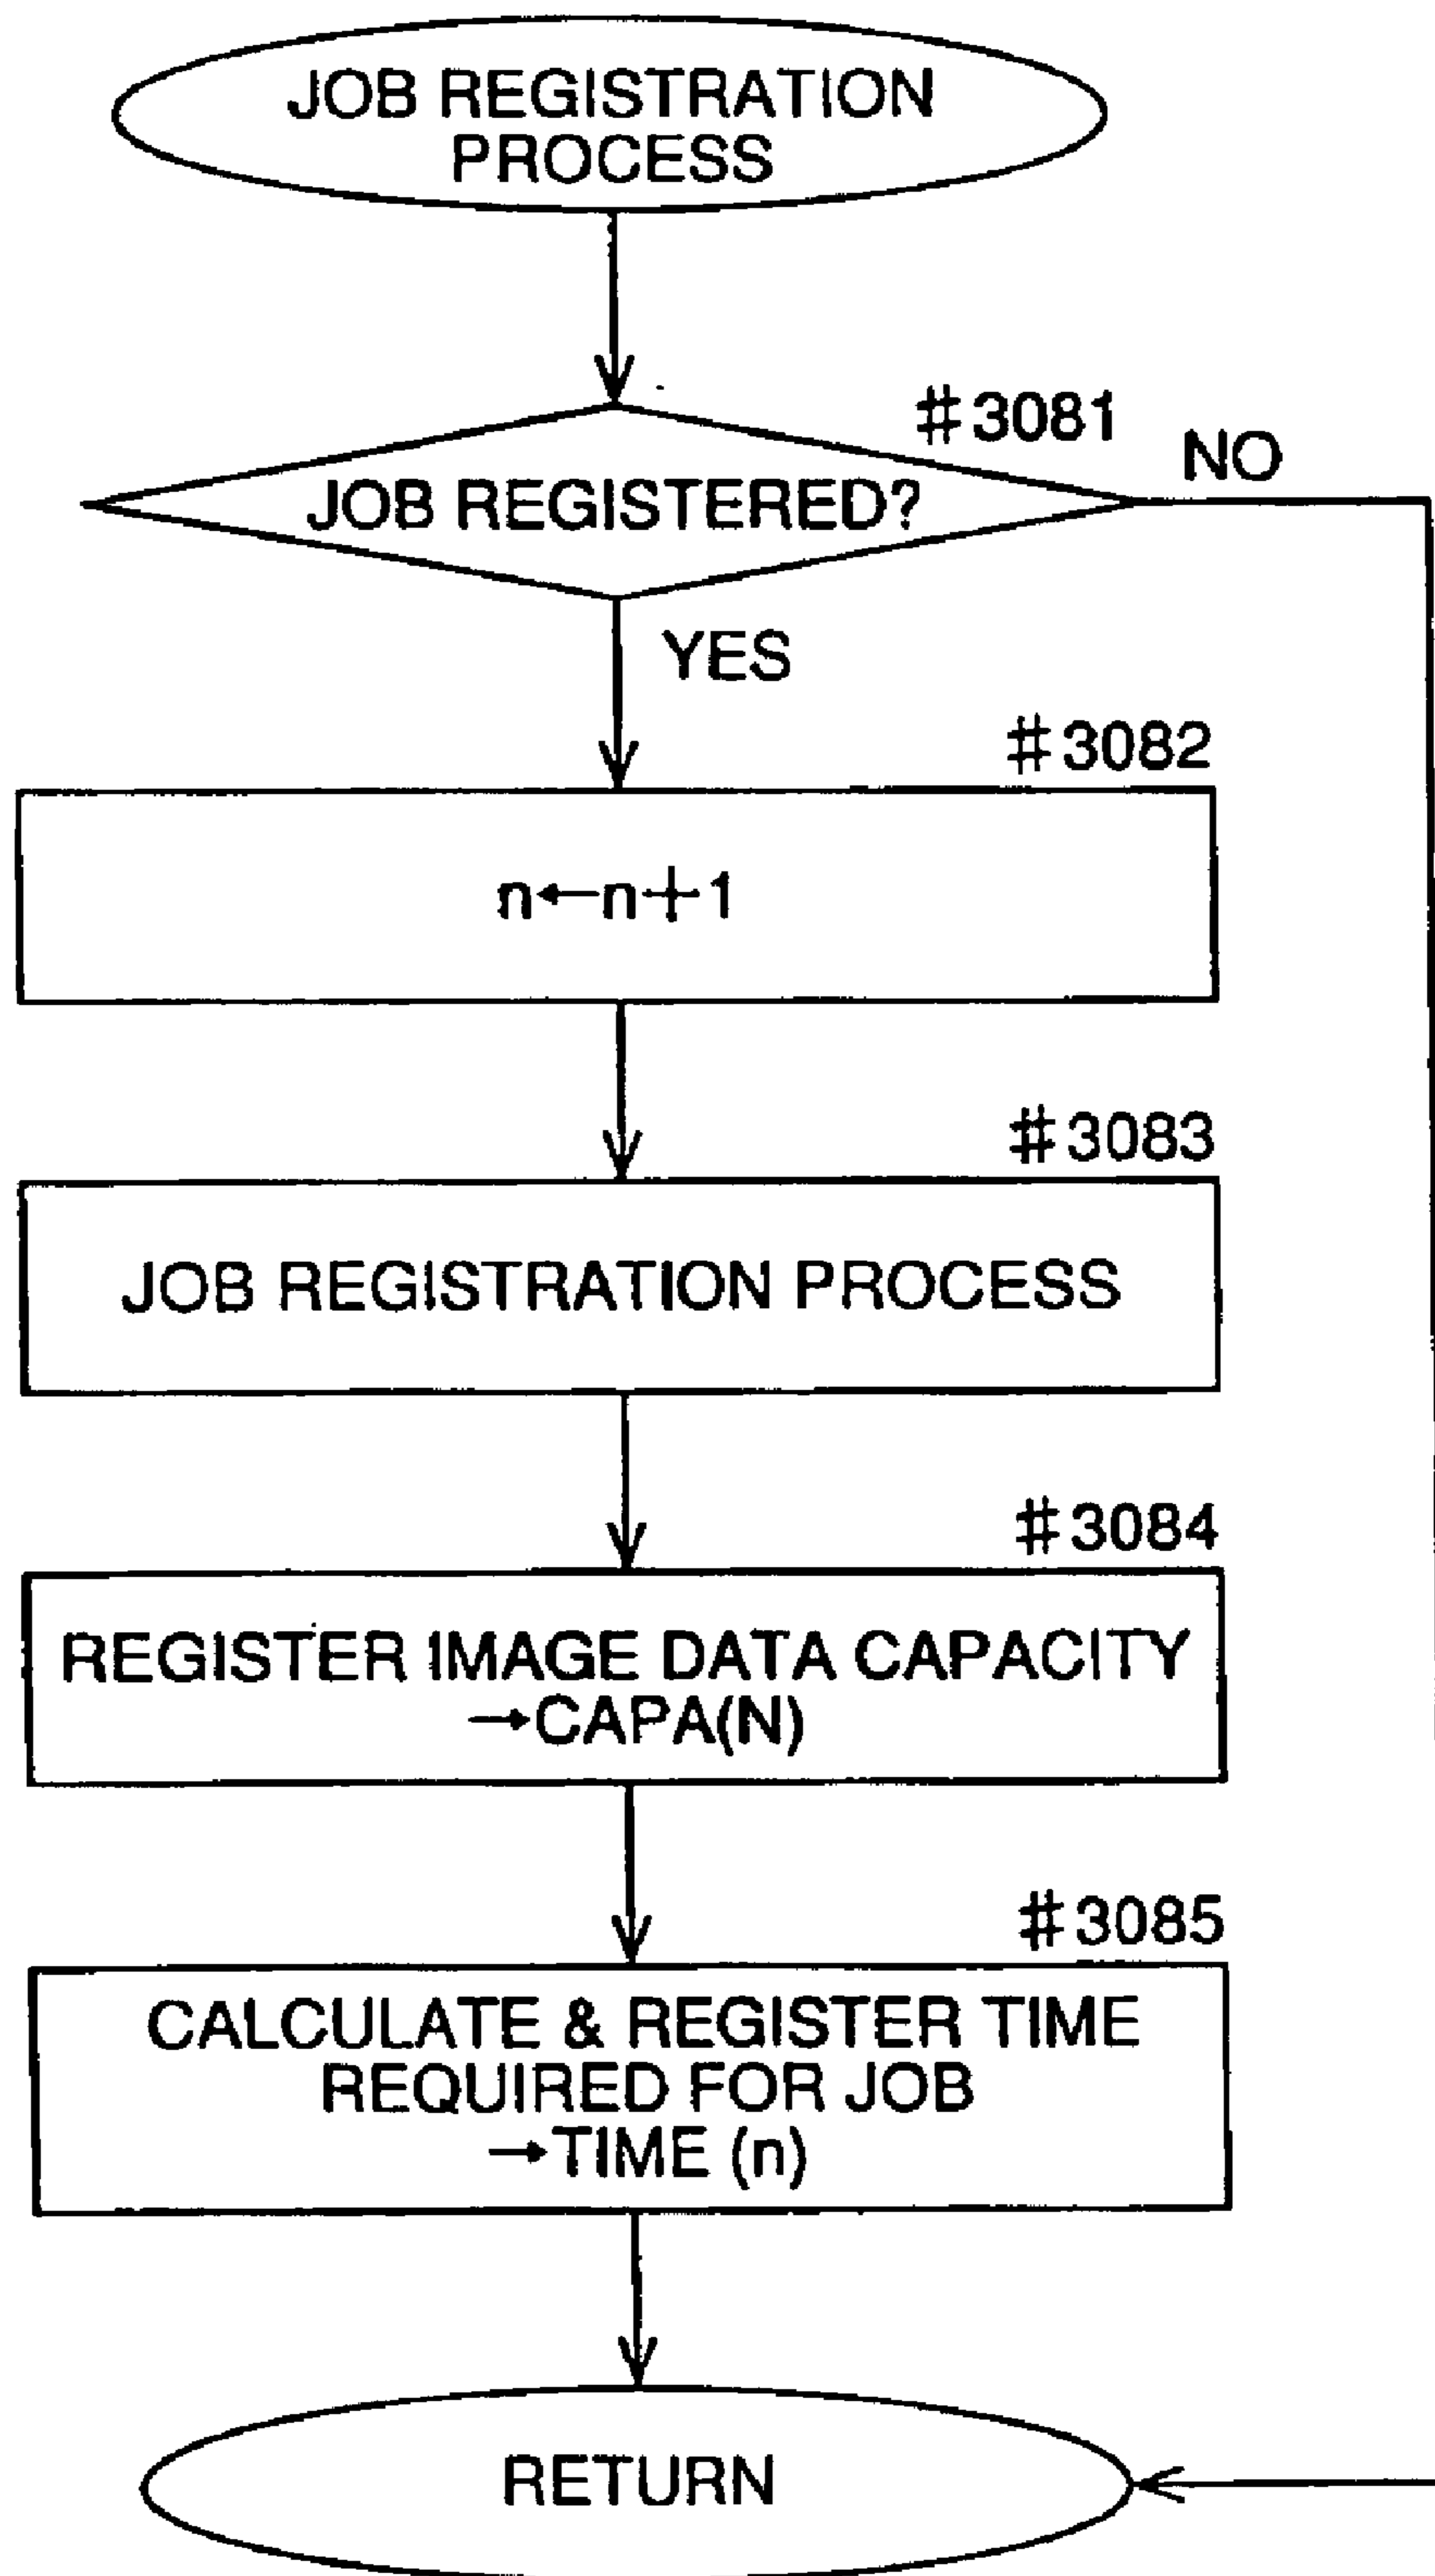 JOB REGISTRATION
PROCESS
#3081
NO
JOB REGISTERED?
YES
#3082
n←n+1
#3083
JOB REGISTRATION PROCESS
#3084
REGISTER IMAGE DATA CAPACITY
→CAPA(N)
#3085
CALCULATE & REGISTER TIME
REQUIRED FOR JOB
→TIME (n)
RETURN